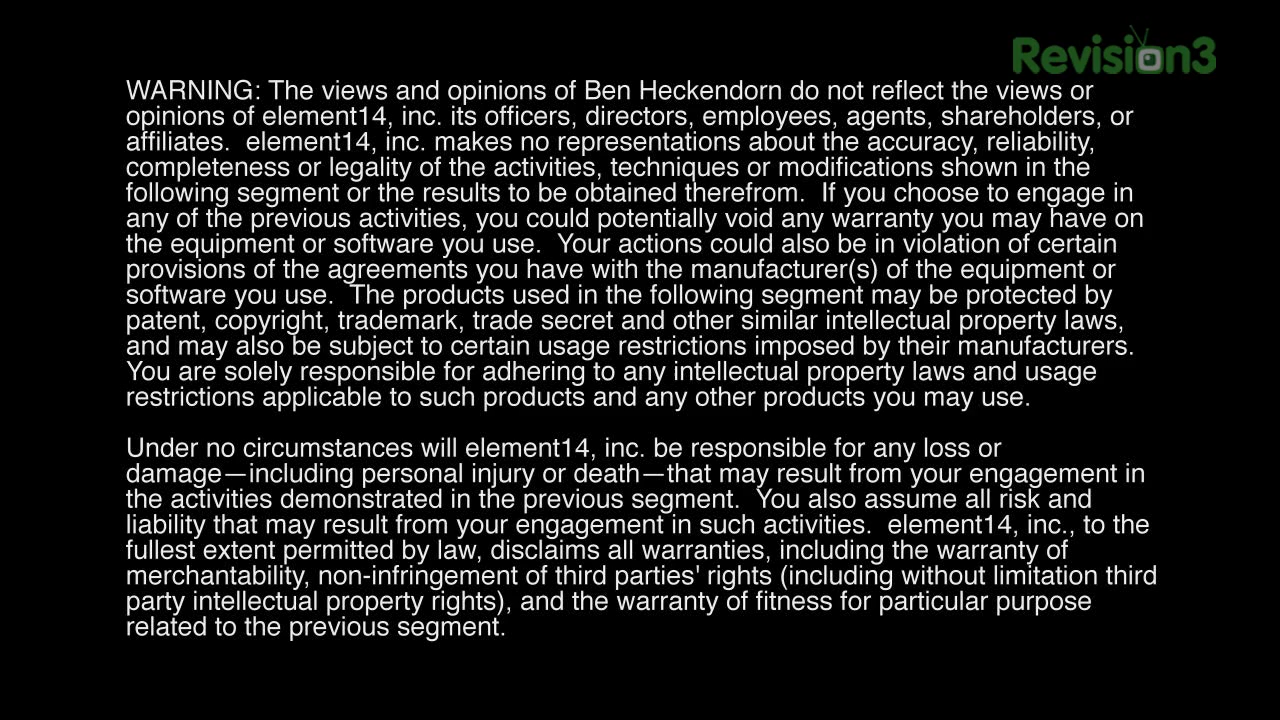 Revision3
WARNING: The views and opinions of Ben Heckendorn do not reflect the views or
opinions of element14, inc. its officers, directors, employees, agents, shareholders, or
affiliates.  element14, inc. makes no representations about the accuracy, reliability,
completeness or legality of the activities, techniques or modifications shown in the
following segment or the results to be obtained therefrom.  If you choose to engage in
any of the previous activities, you could potentially void any warranty you may have on
the equipment or software you use.  Your actions could also be in violation of certain
provisions of the agreements you have with the manufacturer(s) of the equipment or
software you use.  The products used in the following segment may be protected by
patent, copyright, trademark, trade secret and other similar intellectual property laws,
and may also be subject to certain usage restrictions imposed by their manufacturers.
You are solely responsible for adhering to any intellectual property laws and usage
restrictions applicable to such products and any other products you may use.
Under no circumstances will element14, inc. be responsible for any loss or
damage—including personal injury or death—that may result from your engagement in
the activities demonstrated in the previous segment.  You also assume all risk and
liability that may result from your engagement in such activities.  element14, inc., to the
fullest extent permitted by law, disclaims all warranties, including the warranty of
merchantability, non-infringement of third parties' rights (including without limitation third
party intellectual property rights), and the warranty of fitness for particular purpose
related to the previous segment.